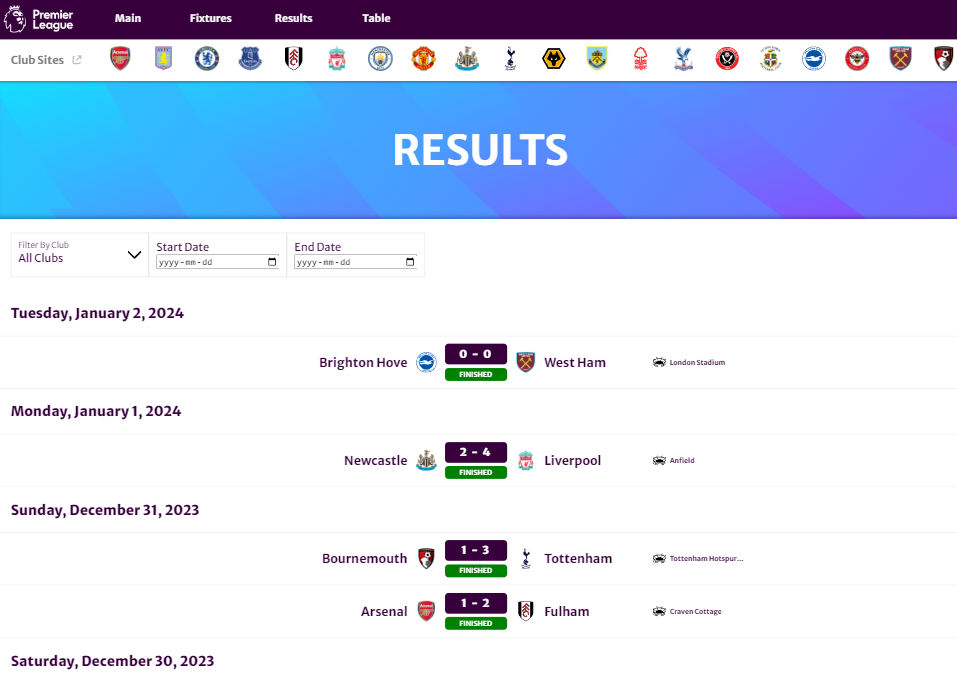 Premier League
Main Fixtures Results Table
Club Sites
RESULTS
Filter By Club
All Clubs
Start Date
yyyy-mm-dd
End Date
yyyy-mm-dd
Tuesday, January 2, 2024
Brighton Hove 0 - 0 West Ham London Stadium
FINISHED
Monday, January 1, 2024
Newcastle 2 - 4 Liverpool Anfield
FINISHED
Sunday, December 31, 2023
Bournemouth 1 - 3 Tottenham Tottenham Hotspur...
FINISHED
Arsenal 1 - 2 Fulham Craven Cottage
FINISHED
Saturday, December 30, 2023